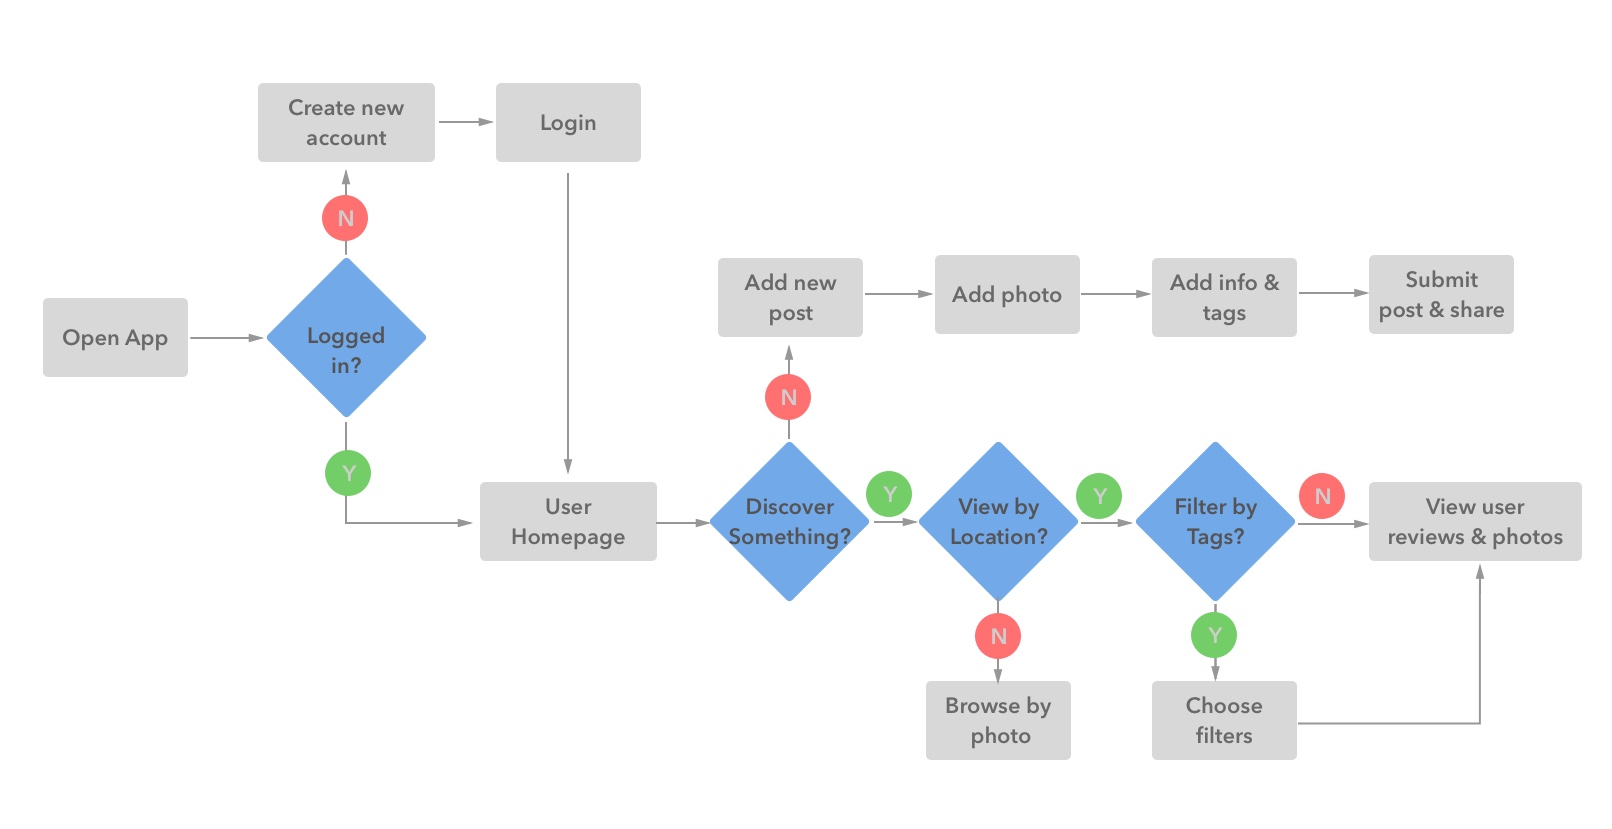 Create new
account
Login
N
Open App
Logged
in?
Y
User
Homepage
Add new
post
Add photo
Add info &
tags
Submit
post & share
N
Discover
Something?
Y
View by
Location?
Y
Filter by
Tags?
N
View user
reviews & photos
N
Browse by
photo
Y
Choose
filters